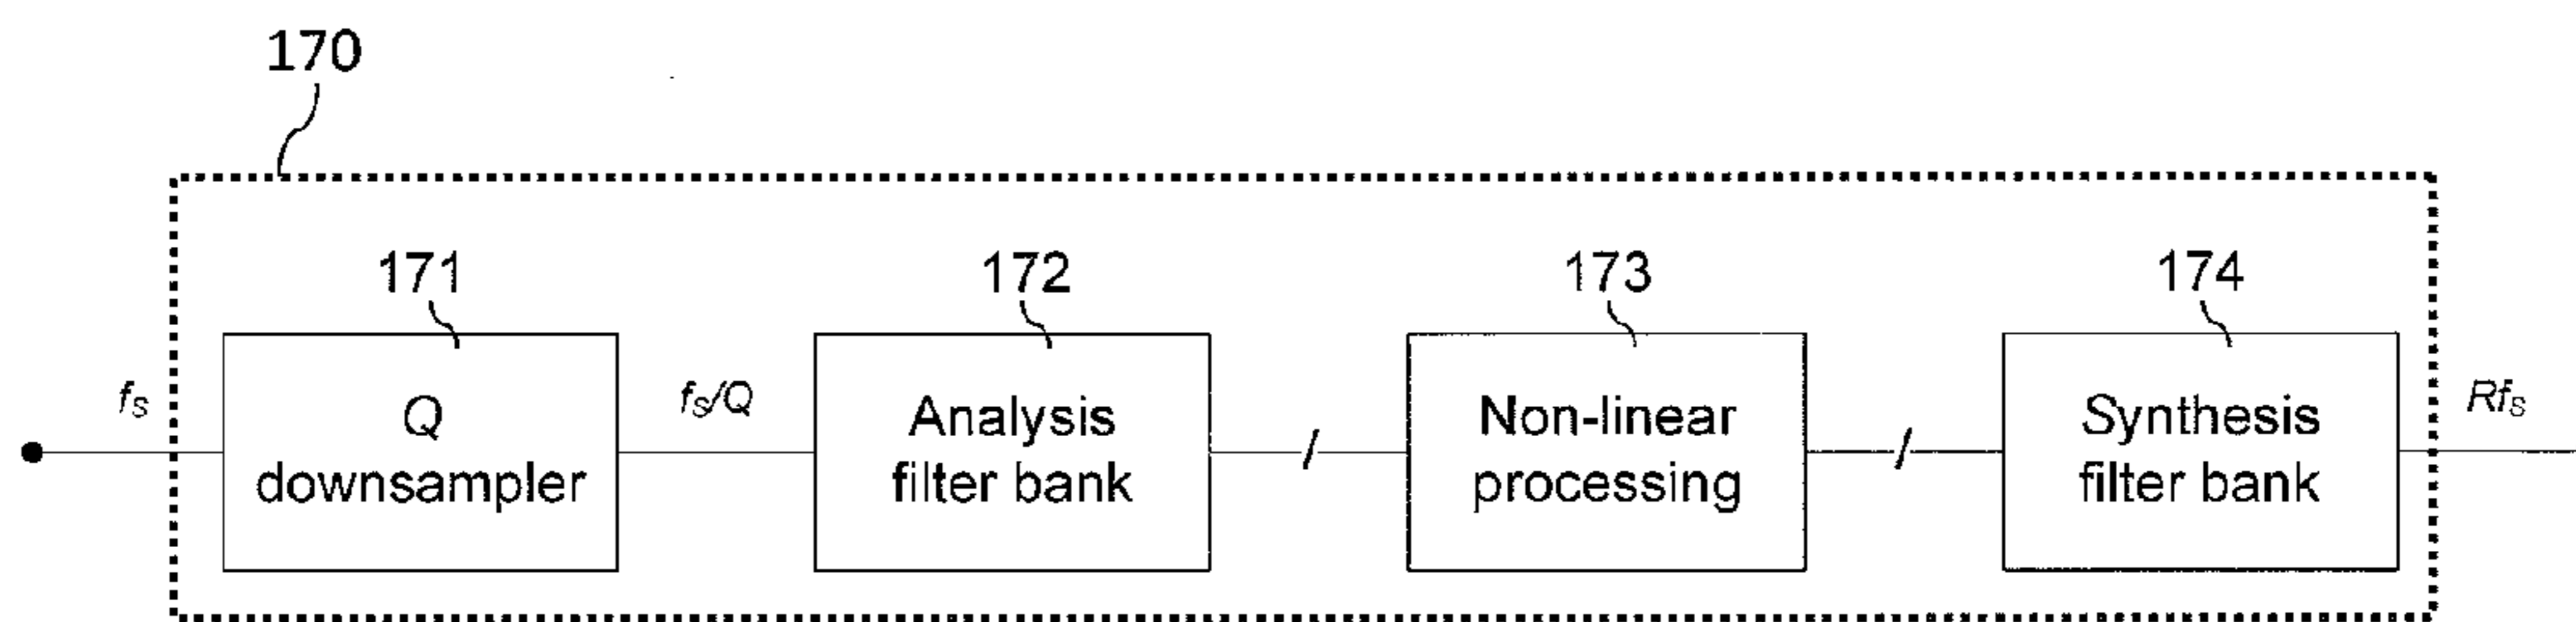 170
171
172
173
174
fS
Q
downsampler
fS/Q
Analysis
filter bank
Non-linear
processing
Synthesis
filter bank
RfS